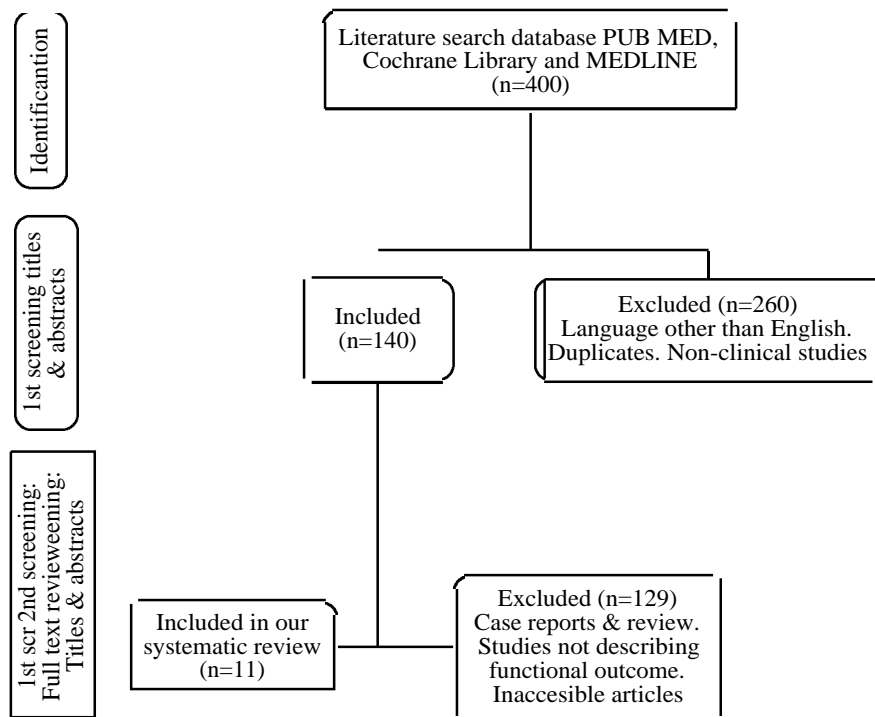 Identificantion
Literature search database PUB MED,
Cochrane Library and MEDLINE
(n=400)
1st screening titles
& abstracts
Included
(n=140)
Excluded (n=260)
Language other than English.
Duplicates. Non-clinical studies
1st scr 2nd screening:
Full text revieweening:
Titles & abstracts
Included in our
systematic review
(n=11)
Excluded (n=129)
Case reports & review.
Studies not describing
functional outcome.
Inaccesible articles